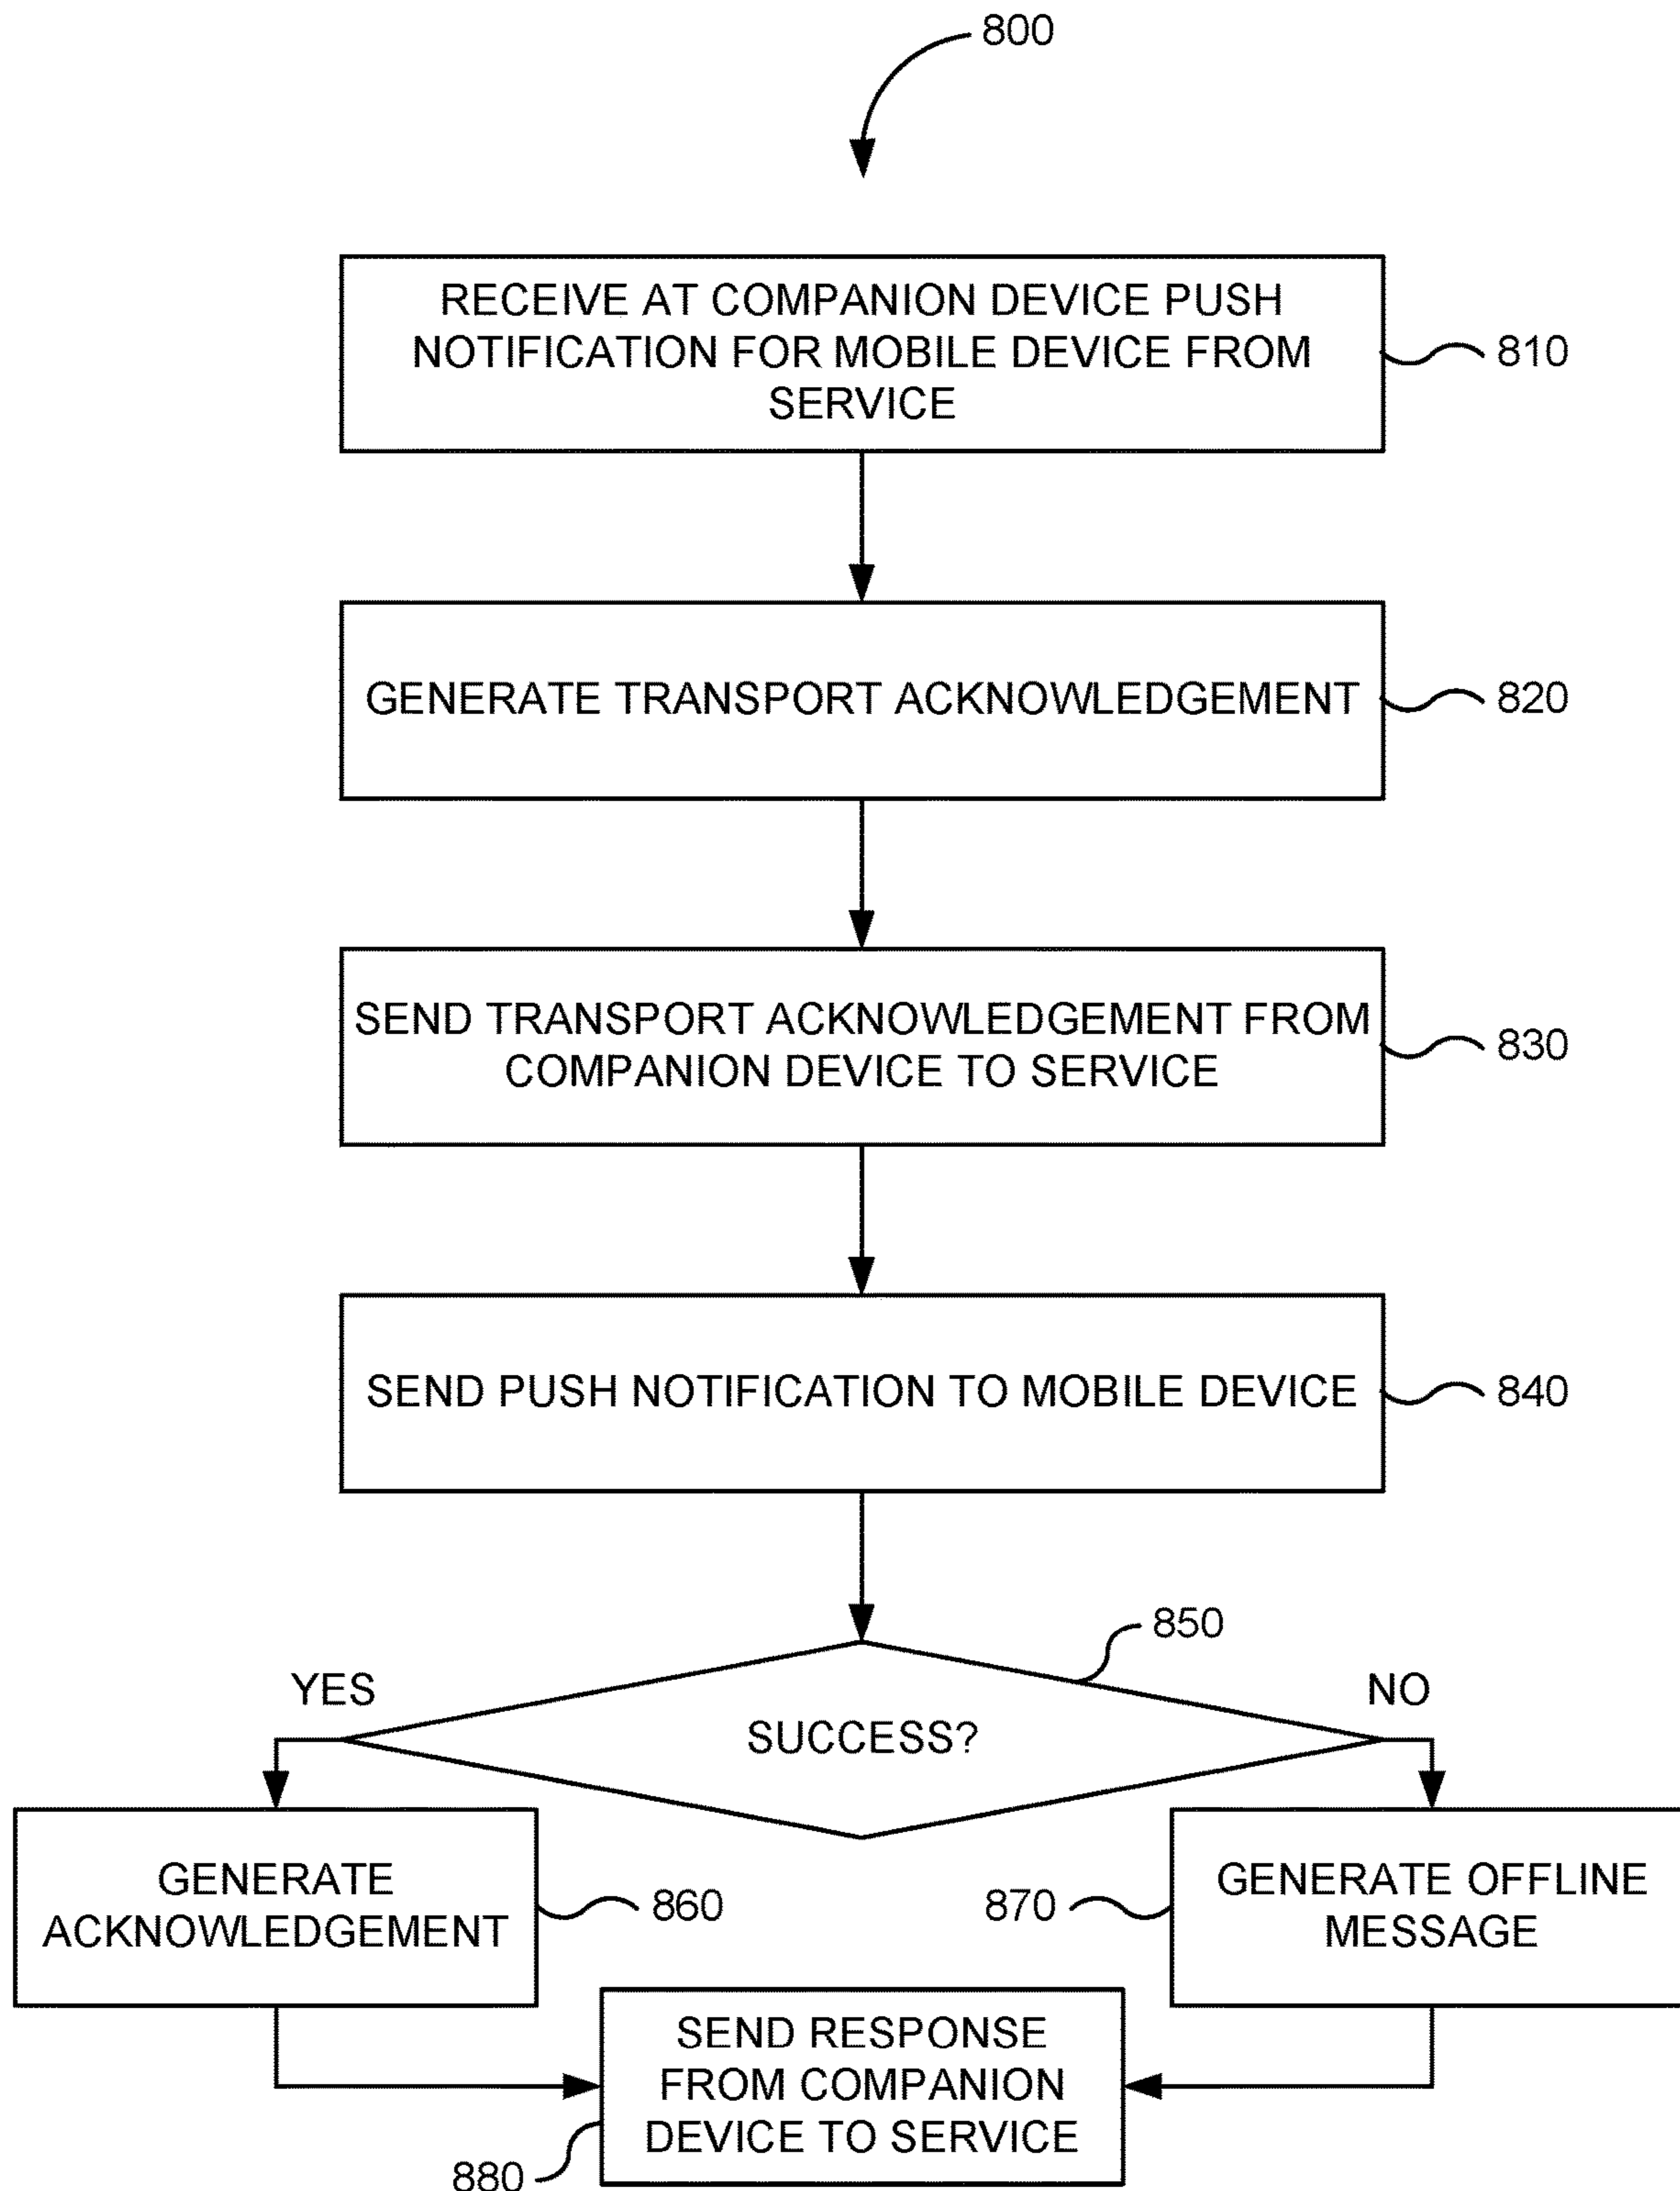 800
RECEIVE AT COMPANION DEVICE PUSH
NOTIFICATION FOR MOBILE DEVICE FROM
SERVICE
810
GENERATE TRANSPORT ACKNOWLEDGEMENT
820
SEND TRANSPORT ACKNOWLEDGEMENT FROM
COMPANION DEVICE TO SERVICE
830
SEND PUSH NOTIFICATION TO MOBILE DEVICE
840
850
YES
NO
SUCCESS?
GENERATE
ACKNOWLEDGEMENT
860
870
GENERATE OFFLINE
MESSAGE
SEND RESPONSE
FROM COMPANION
DEVICE TO SERVICE
880